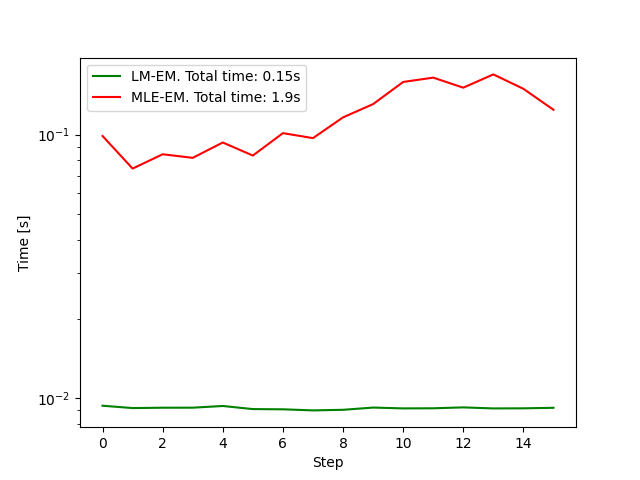 LM-EM. Total time: 0.15s
MLE-EM. Total time: 1.9s
10⁻¹
10⁻²
Time [s]
0 2 4 6 8 10 12 14
Step